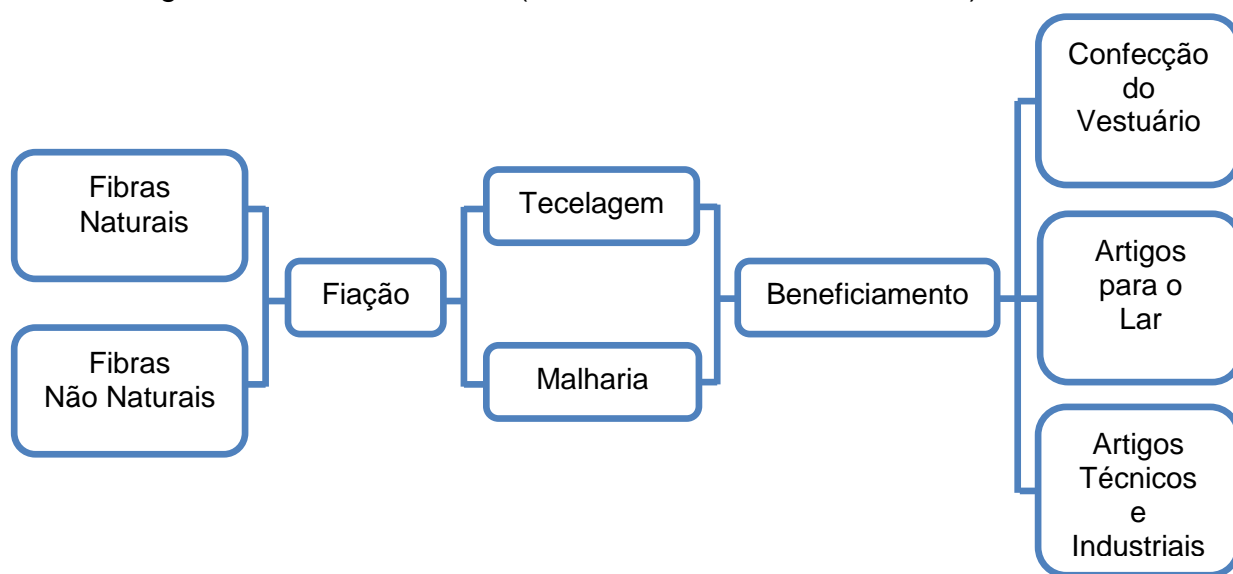 Fibras
Naturais
Fibras
Não Naturais
Fiação
Tecelagem
Malharia
Beneficiamento
Confecção
do
Vestuário
Artigos
para o
Lar
Artigos
Técnicos
e
Industriais